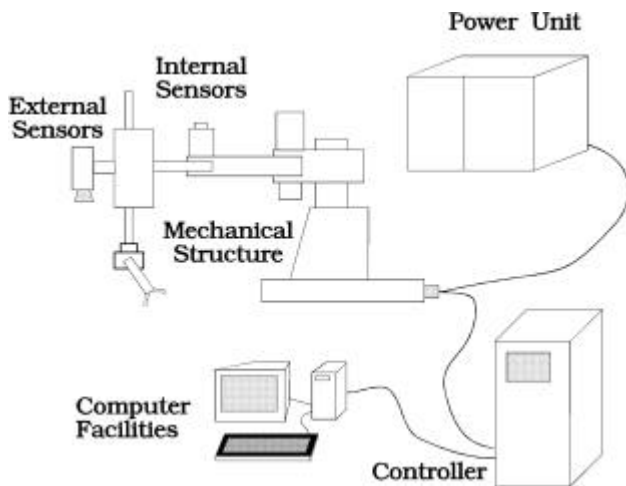 Power Unit
Internal
Sensors
External
Sensors
Mechanical
Structure
Computer
Facilities
Controller